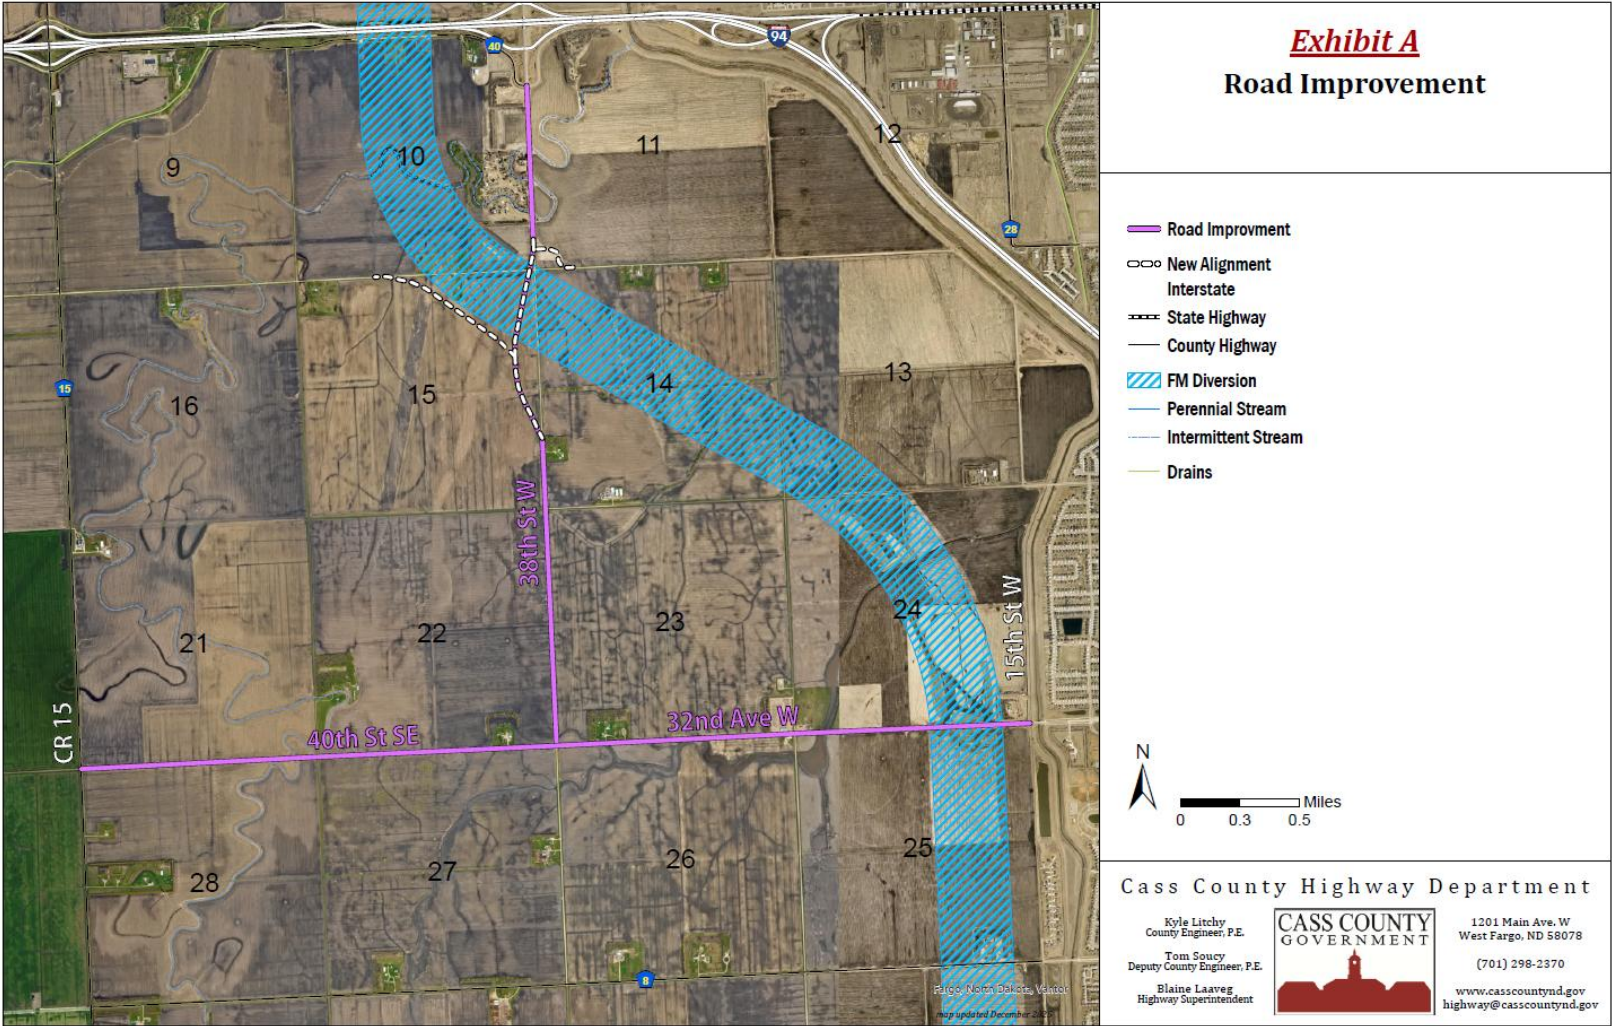 Exhibit A
Road Improvement
Road Improvment
New Alignment
Interstate
State Highway
County Highway
FM Diversion
Perennial Stream
Intermittent Stream
Drains
N
Miles
0 0.3 0.5
Cass County Highway Department
Kyle Litchy
County Engineer, P.E.
Tom Soucy
Deputy County Engineer, P.E.
Blaine Laaveg
Highway Superintendent
CASS COUNTY
GOVERNMENT
1201 Main Ave. W
West Fargo, ND 58078
(701) 298-2370
www.casscountynd.gov
highway@casscountynd.gov
40
94
12
11
10
9
28
13
14
15
15
16
38th St W
24
15th St W
23
22
21
CR 15
40th St SE
32nd Ave W
25
26
27
28
8
Fargo, North Dakota, Vantor
map updated December